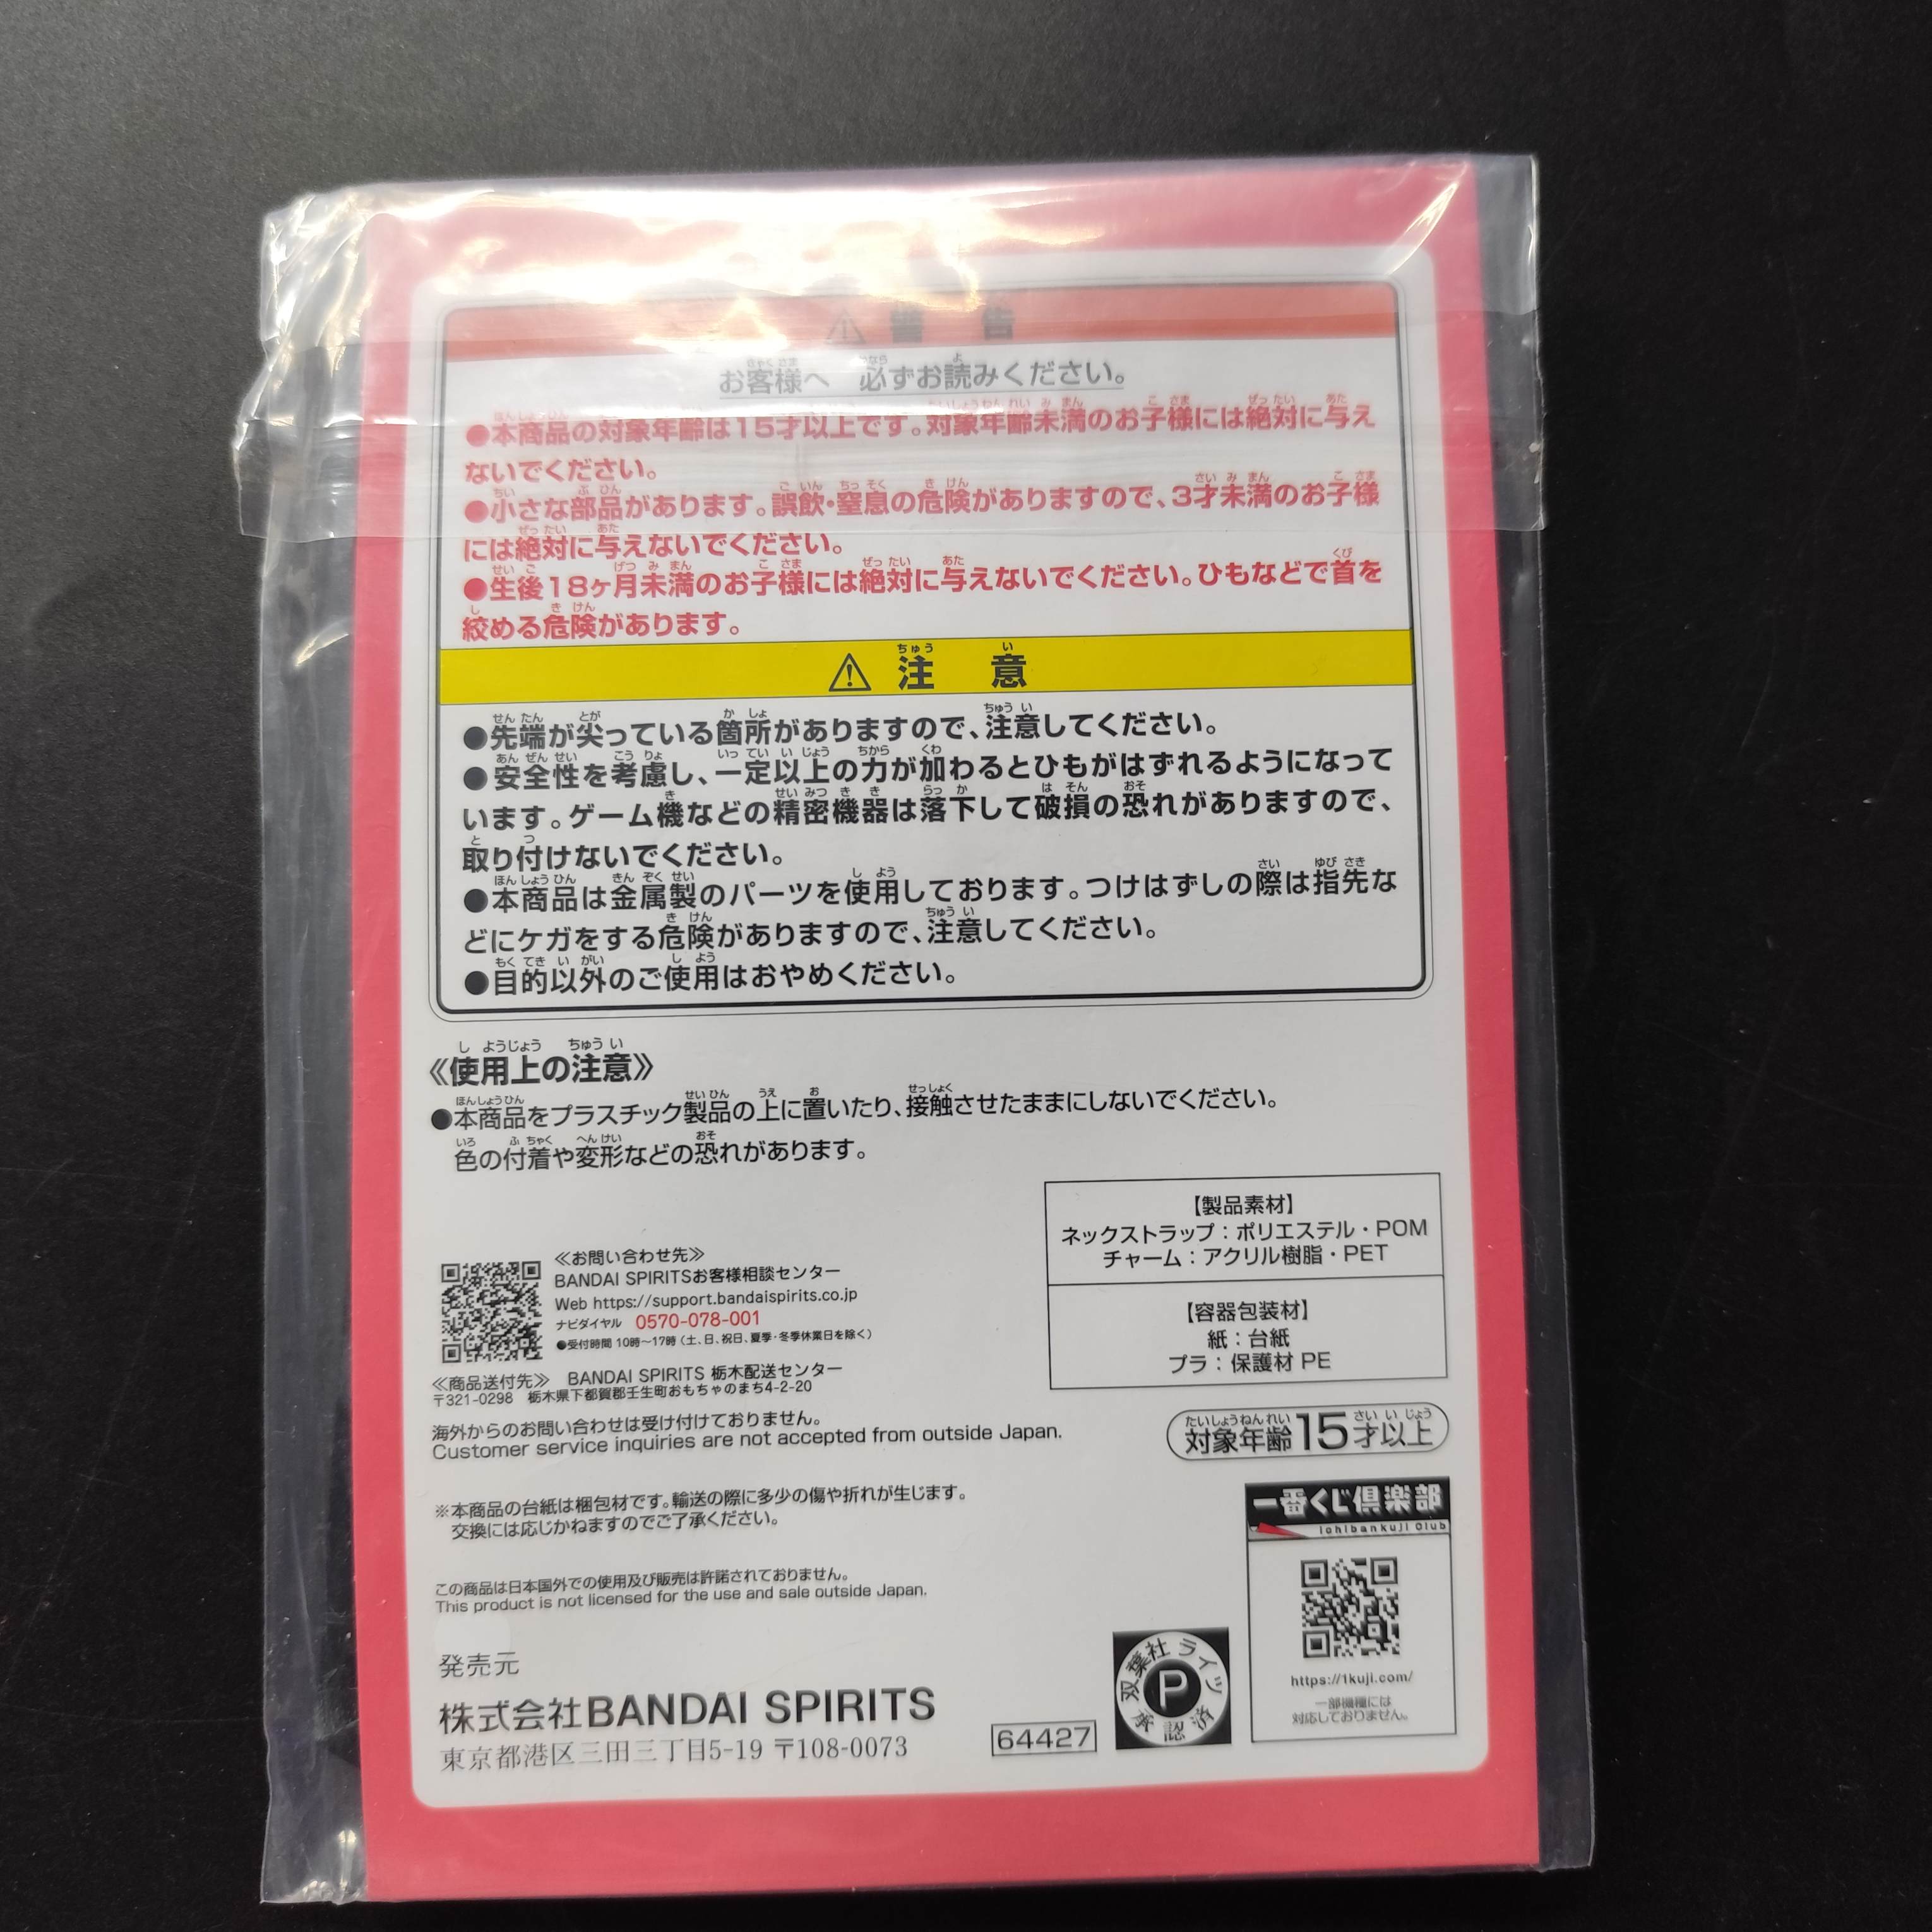 ⚠ 警告
お客様へ 必ずお読みください。
●本商品の対象年齢は15才以上です。対象年齢未満のお子様には絶対に与え
ないでください。
●小さな部品があります。誤飲・窒息の危険がありますので、3才未満のお子様
には絶対に与えないでください。
●生後18ヶ月未満のお子様には絶対に与えないでください。ひもなどで首を
絞める危険があります。
⚠ 注意
●先端が尖っている箇所がありますので、注意してください。
●安全性を考慮し、一定以上の力が加わるとひもがはずれるようになって
います。ゲーム機などの精密機器は落下して破損の恐れがありますので、
取り付けないでください。
●本商品は金属製のパーツを使用しております。つけはずしの際は指先な
どにケガをする危険がありますので、注意してください。
●目的以外のご使用はおやめください。
《使用上の注意》
●本商品をプラスチック製品の上に置いたり、接触させたままにしないでください。
色の付着や変形などの恐れがあります。
【製品素材】
ネックストラップ：ポリエステル・POM
チャーム：アクリル樹脂・PET
【容器包装材】
紙：台紙
プラ：保護材 PE
≪お問い合わせ先≫
BANDAI SPIRITSお客様相談センター
Web https://support.bandaispirits.co.jp
ナビダイヤル 0570-078-001
●受付時間 10時～17時（土、日、祝日、夏季・冬季休業日を除く）
≪商品送付先≫ BANDAI SPIRITS 栃木配送センター
〒321-0298 栃木県下都賀郡壬生町おもちゃのまち4-2-20
海外からのお問い合わせは受け付けておりません。
Customer service inquiries are not accepted from outside Japan.
対象年齢15才以上
※本商品の台紙は梱包材です。輸送の際に多少の傷や折れが生じます。
交換には応じかねますのでご了承ください。
一番くじ倶楽部
Ichibankuji Club
https://1kuji.com/
一部機種には
対応しておりません。
この商品は日本国外での使用及び販売は許諾されておりません。
This product is not licensed for the use and sale outside Japan.
発売元
株式会社BANDAI SPIRITS
東京都港区三田三丁目5-19 〒108-0073
64427
双葉社 ライツ
P
承認済